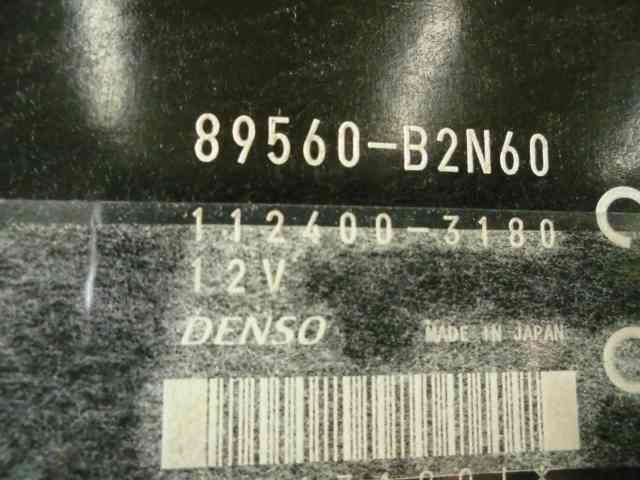 89560-B2N60
112400-3180
12V
DENSO
MADE IN JAPAN